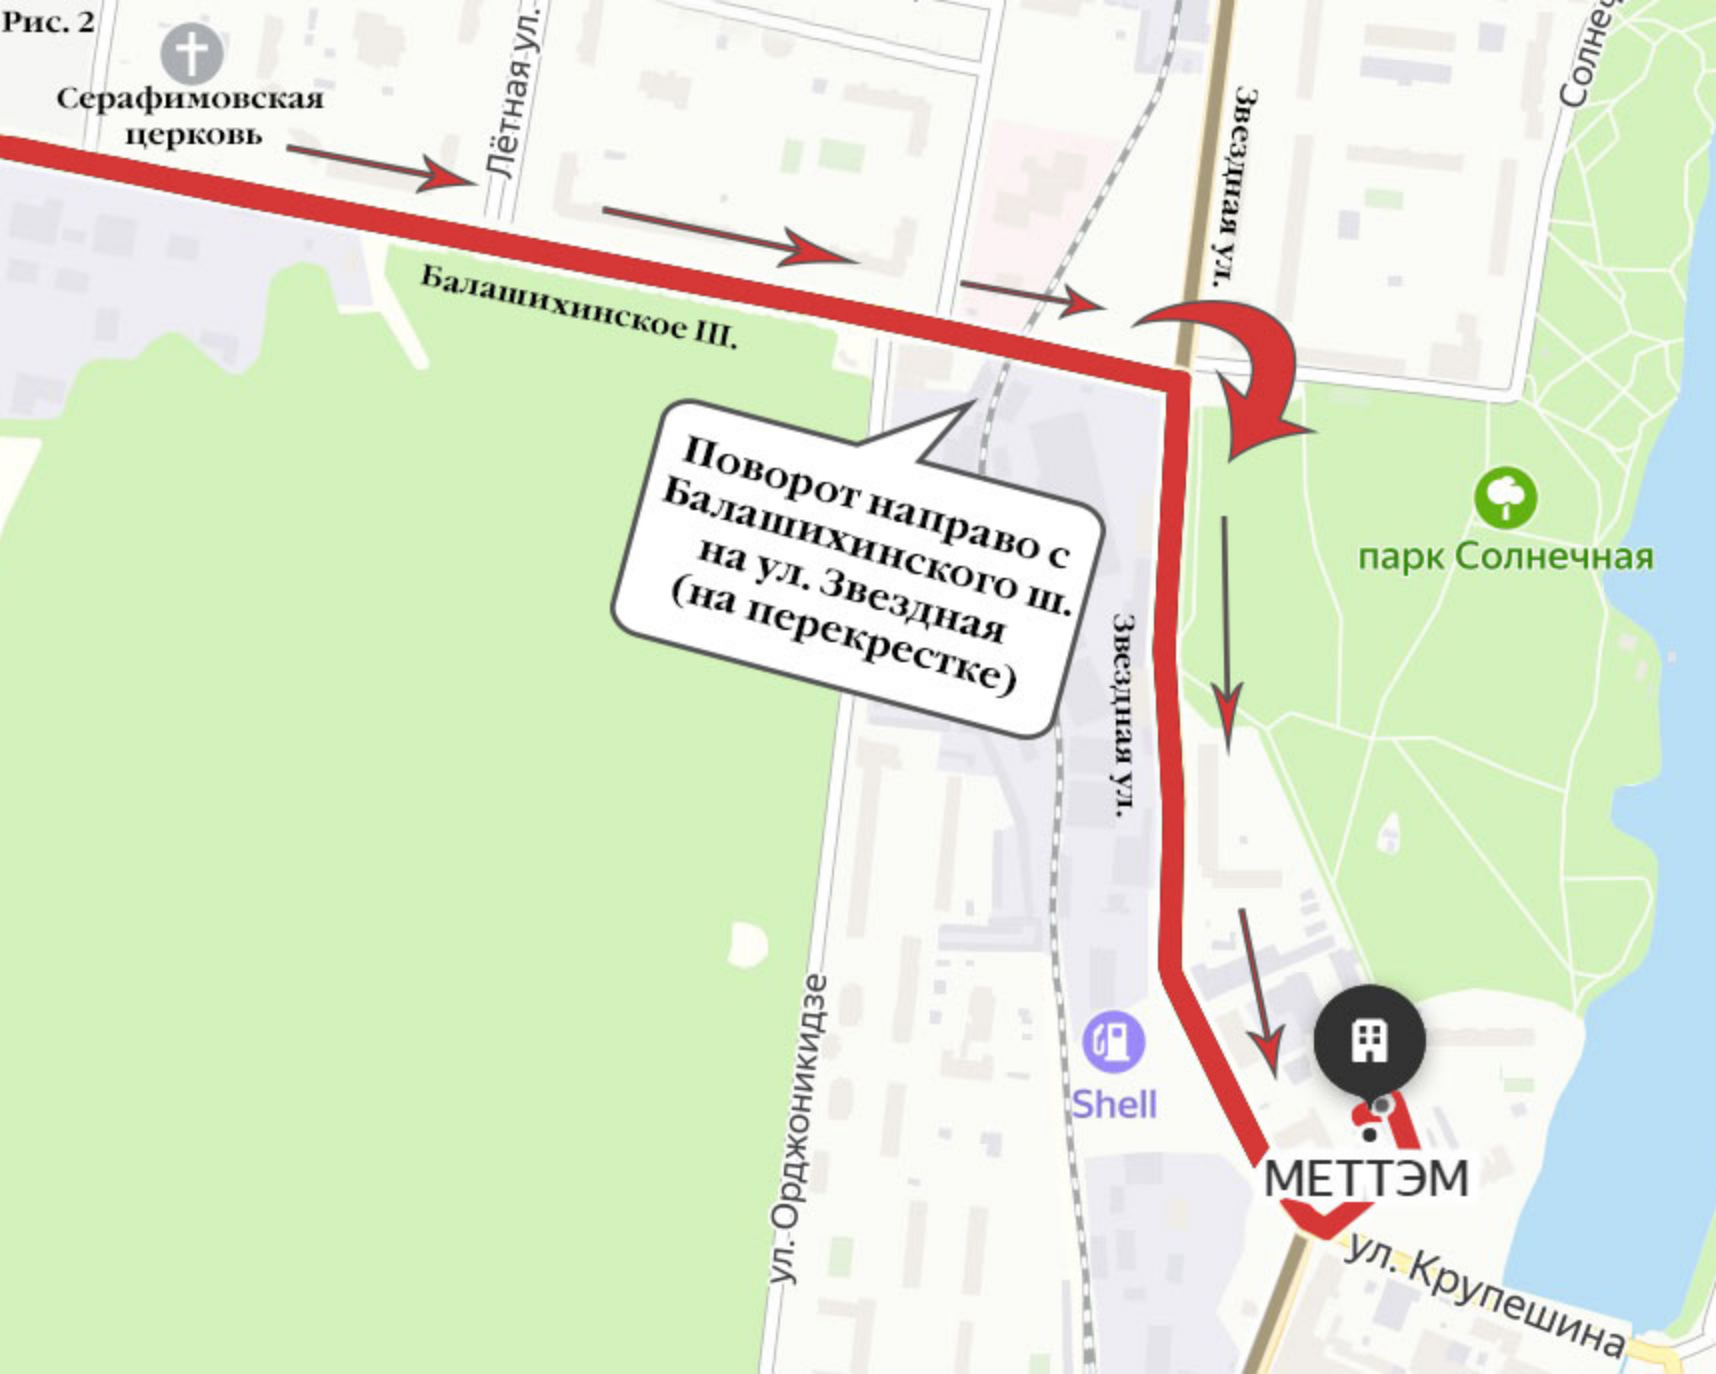 Рис. 2
Серафимовская
церковь
Лётная ул.
Звездная ул.
Солнеч
Балашихинское Ш.
Поворот направо с
Балашихинского ш.
на ул. Звездная
(на перекрестке)
парк Солнечная
Звездная ул.
ул. Орджоникидзе
Shell
МЕТТЭМ
ул. Крупешина